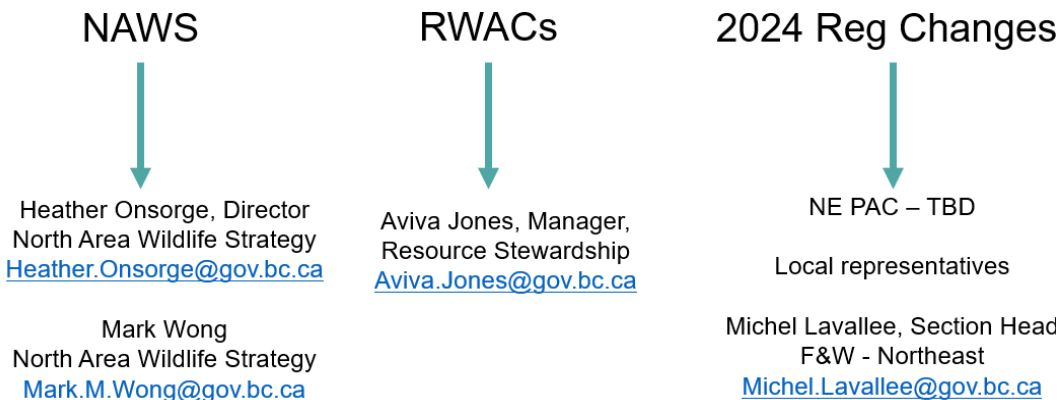 NAWS
Heather Onsorge, Director
North Area Wildlife Strategy
Heather.Onsorge@gov.bc.ca
Mark Wong
North Area Wildlife Strategy
Mark.M.Wong@gov.bc.ca
RWACs
Aviva Jones, Manager,
Resource Stewardship
Aviva.Jones@gov.bc.ca
2024 Reg Changes
NE PAC – TBD
Local representatives
Michel Lavallee, Section Head
F&W - Northeast
Michel.Lavallee@gov.bc.ca